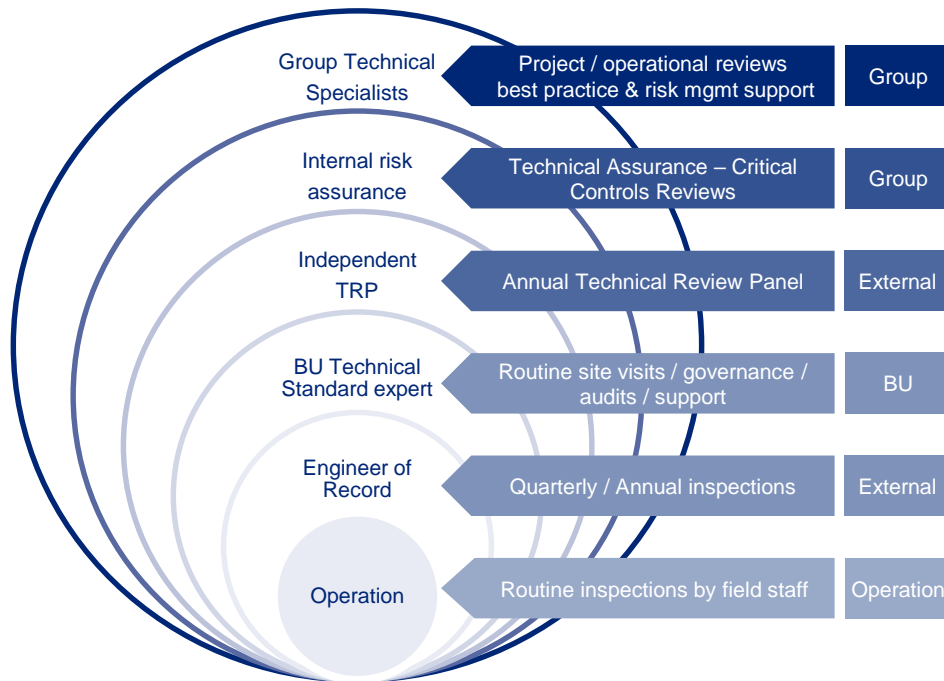 Group Technical
Specialists
Project / operational reviews
best practice & risk mgmt support
Group
Internal risk
assurance
Technical Assurance – Critical
Controls Reviews
Group
Independent
TRP
Annual Technical Review Panel
External
BU Technical
Standard expert
Routine site visits / governance /
audits / support
BU
Engineer of
Record
Quarterly / Annual inspections
External
Operation
Routine inspections by field staff
Operation